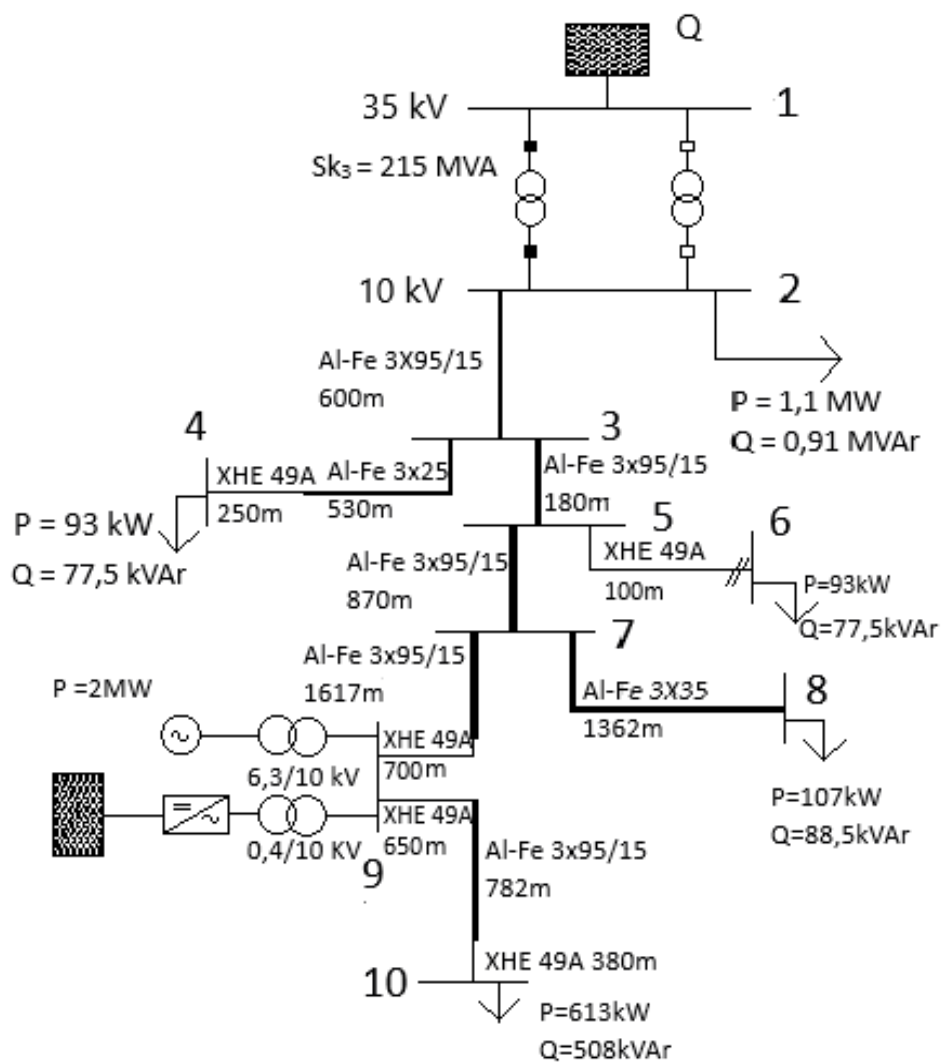 Q
35 kV
1
Sk₃ = 215 MVA
10 kV
2
Al-Fe 3X95/15
600m
P = 1,1 MW
Q = 0,91 MVAr
4
3
XHE 49A
250m
Al-Fe 3x25
530m
Al-Fe 3x95/15
180m
P = 93 kW
Q = 77,5 kVAr
5
6
XHE 49A
100m
Al-Fe 3x95/15
870m
P=93kW
Q=77,5kVAr
7
Al-Fe 3x95/15
1617m
8
Al-Fe 3X35
1362m
P =2MW
~
XHE 49A
700m
6,3/10 kV
P=107kW
Q=88,5kVAr
= ~
XHE 49A
650m
0,4/10 KV
9
Al-Fe 3x95/15
782m
XHE 49A 380m
10
P=613kW
Q=508kVAr